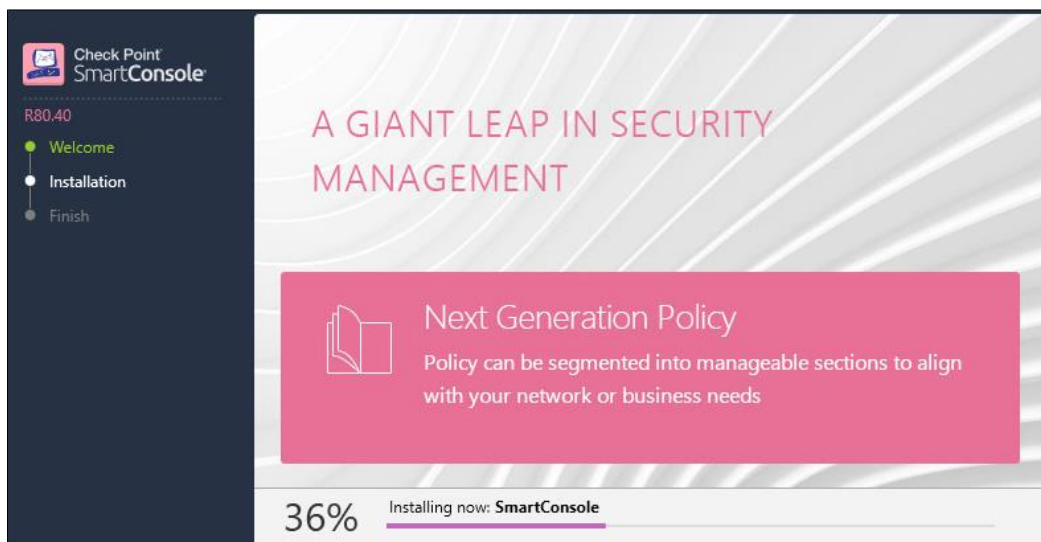 Check Point
SmartConsole
R80.40
Welcome
Installation
Finish
A GIANT LEAP IN SECURITY
MANAGEMENT
Next Generation Policy
Policy can be segmented into manageable sections to align
with your network or business needs
36%
Installing now: SmartConsole